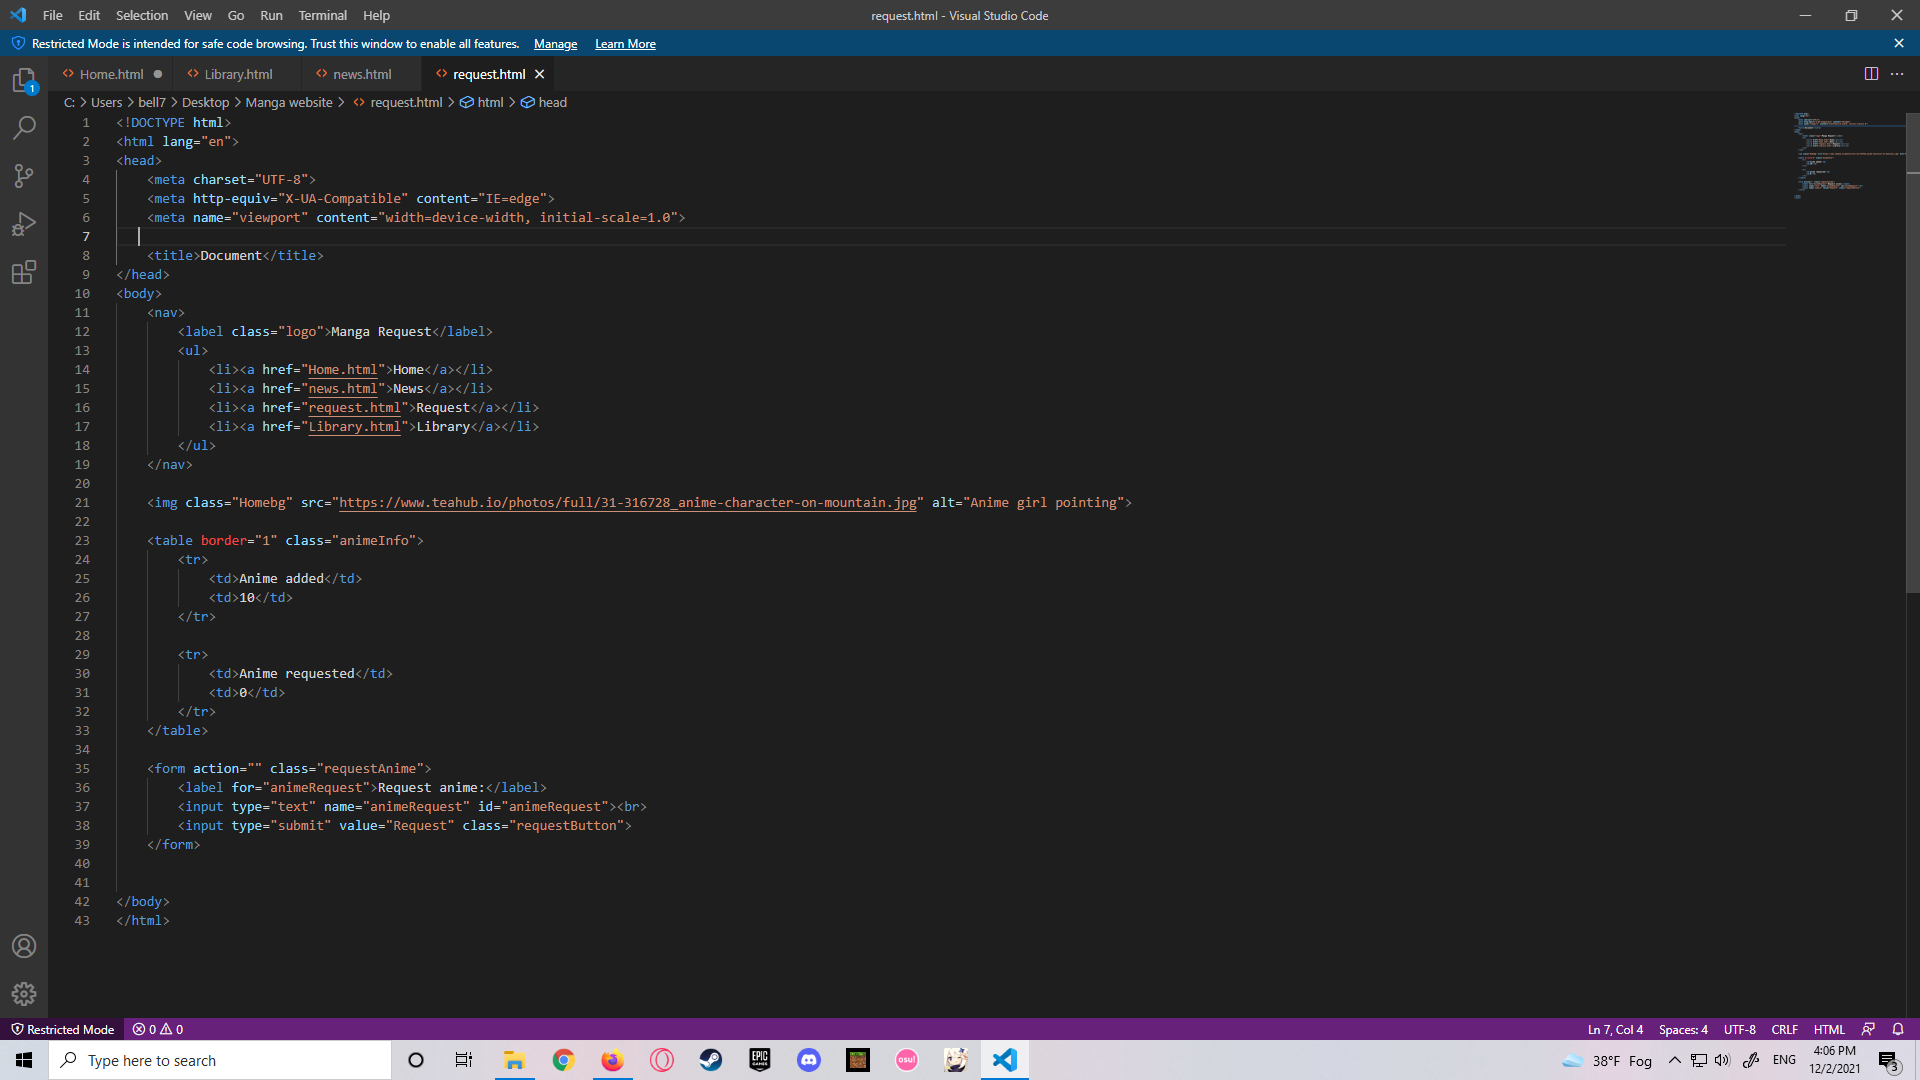 File Edit Selection View Go Run Terminal Help
request.html - Visual Studio Code
Restricted Mode is intended for safe code browsing. Trust this window to enable all features. Manage Learn More
Home.html Library.html news.html request.html
C: > Users > bell7 > Desktop > Manga website > request.html > html > head
1 <!DOCTYPE html>
2 <html lang="en">
3 <head>
4 <meta charset="UTF-8">
5 <meta http-equiv="X-UA-Compatible" content="IE=edge">
6 <meta name="viewport" content="width=device-width, initial-scale=1.0">
7
8 <title>Document</title>
9 </head>
10 <body>
11 <nav>
12 <label class="logo">Manga Request</label>
13 <ul>
14 <li><a href="Home.html">Home</a></li>
15 <li><a href="news.html">News</a></li>
16 <li><a href="request.html">Request</a></li>
17 <li><a href="Library.html">Library</a></li>
18 </ul>
19 </nav>
20
21 <img class="Homebg" src="https://www.teahub.io/photos/full/31-316728_anime-character-on-mountain.jpg" alt="Anime girl pointing">
22
23 <table border="1" class="animeInfo">
24 <tr>
25 <td>Anime added</td>
26 <td>10</td>
27 </tr>
28
29 <tr>
30 <td>Anime requested</td>
31 <td>0</td>
32 </tr>
33 </table>
34
35 <form action="" class="requestAnime">
36 <label for="animeRequest">Request anime:</label>
37 <input type="text" name="animeRequest" id="animeRequest"><br>
38 <input type="submit" value="Request" class="requestButton">
39 </form>
40
41
42 </body>
43 </html>
1
Restricted Mode 0 0
Ln 7, Col 4 Spaces: 4 UTF-8 CRLF HTML
Type here to search
EPIC GAMES
osu!
38°F Fog
ENG
4:06 PM
12/2/2021
3